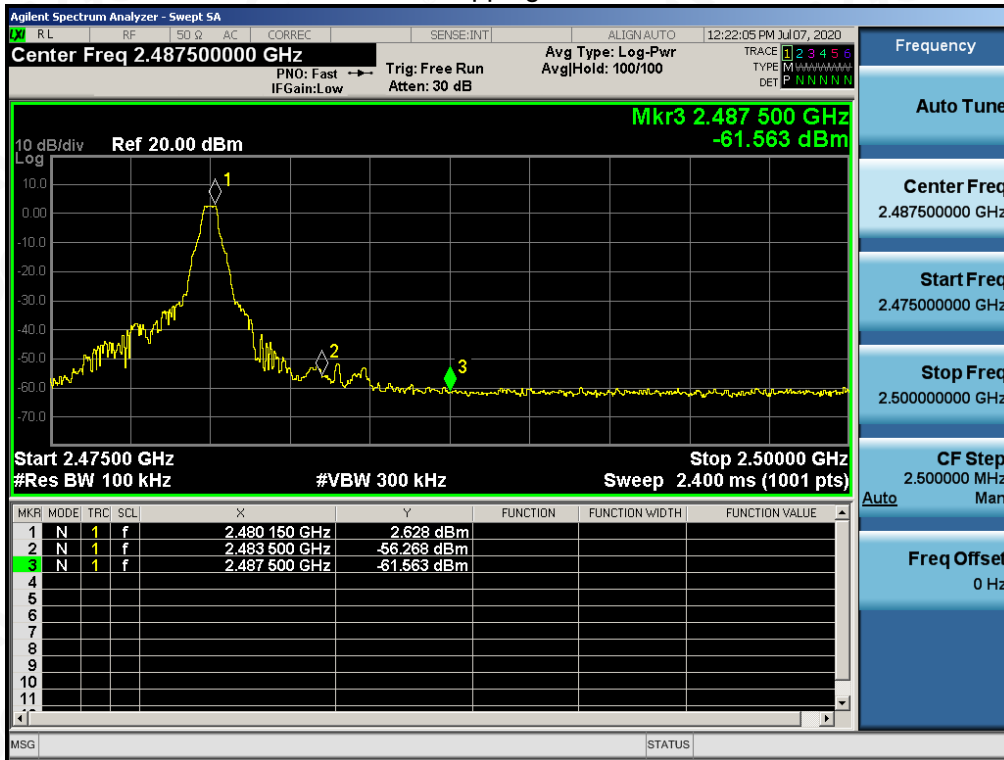 Agilent Spectrum Analyzer - Swept SA
LXI RL RF 50 Ω AC CORREC SENSE:INT ALIGN AUTO 12:22:05 PM Jul 07, 2020
Center Freq 2.487500000 GHz
PNO: Fast
IFGain:Low
Trig: Free Run
Atten: 30 dB
Avg Type: Log-Pwr
Avg|Hold: 100/100
TRACE 1 2 3 4 5 6
TYPE M WWWWW
DET P N N N N N
Mkr3 2.487 500 GHz
-61.563 dBm
10 dB/div Ref 20.00 dBm
Log
10.0
0.00
-10.0
-20.0
-30.0
-40.0
-50.0
-60.0
-70.0
1
2
3
Start 2.47500 GHz Stop 2.50000 GHz
#Res BW 100 kHz #VBW 300 kHz Sweep 2.400 ms (1001 pts)
MKR MODE TRC SCL X Y FUNCTION FUNCTION WIDTH FUNCTION VALUE
1 N 1 f 2.480 150 GHz 2.628 dBm
2 N 1 f 2.483 500 GHz -56.268 dBm
3 N 1 f 2.487 500 GHz -61.563 dBm
4
5
6
7
8
9
10
11
MSG STATUS
Frequency
Auto Tune
Center Freq
2.487500000 GHz
Start Freq
2.475000000 GHz
Stop Freq
2.500000000 GHz
CF Step
2.500000 MHz
Auto Man
Freq Offset
0 Hz